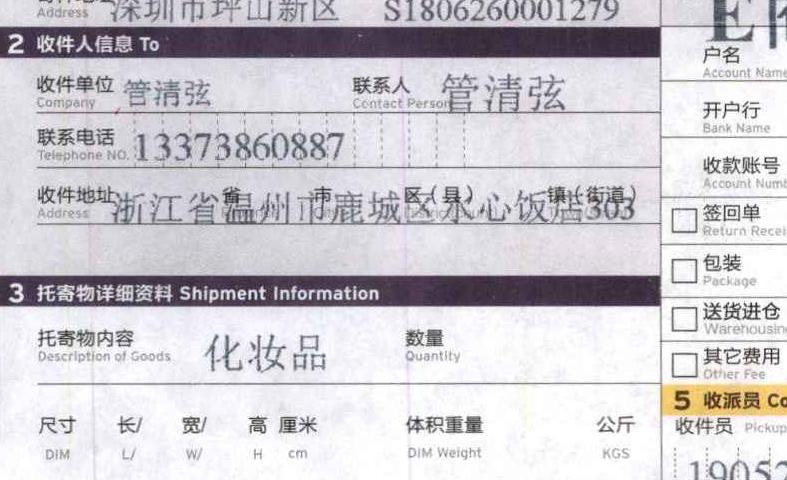 Address 深圳市坪山新区 S1806260001279
2 收件人信息 To
收件单位 管清弦 联系人 管清弦
Company Contact Person
联系电话 13373860887
Telephone NO.
收件地址 省 市 区(县) 镇(街道)
Address 浙江省温州市鹿城区水心饭店303
3 托寄物详细资料 Shipment Information
托寄物内容 化妆品 数量
Description of Goods Quantity
尺寸 长/ 宽/ 高 厘米 体积重量 公斤
DIM L/ W/ H cm DIM Weight KGS
户名
Account Name
开户行
Bank Name
收款账号
Account Numb
签回单
Return Recei
包装
Package
送货进仓
Warehousing
其它费用
Other Fee
5 收派员 Co
收件员 Pickup
19052